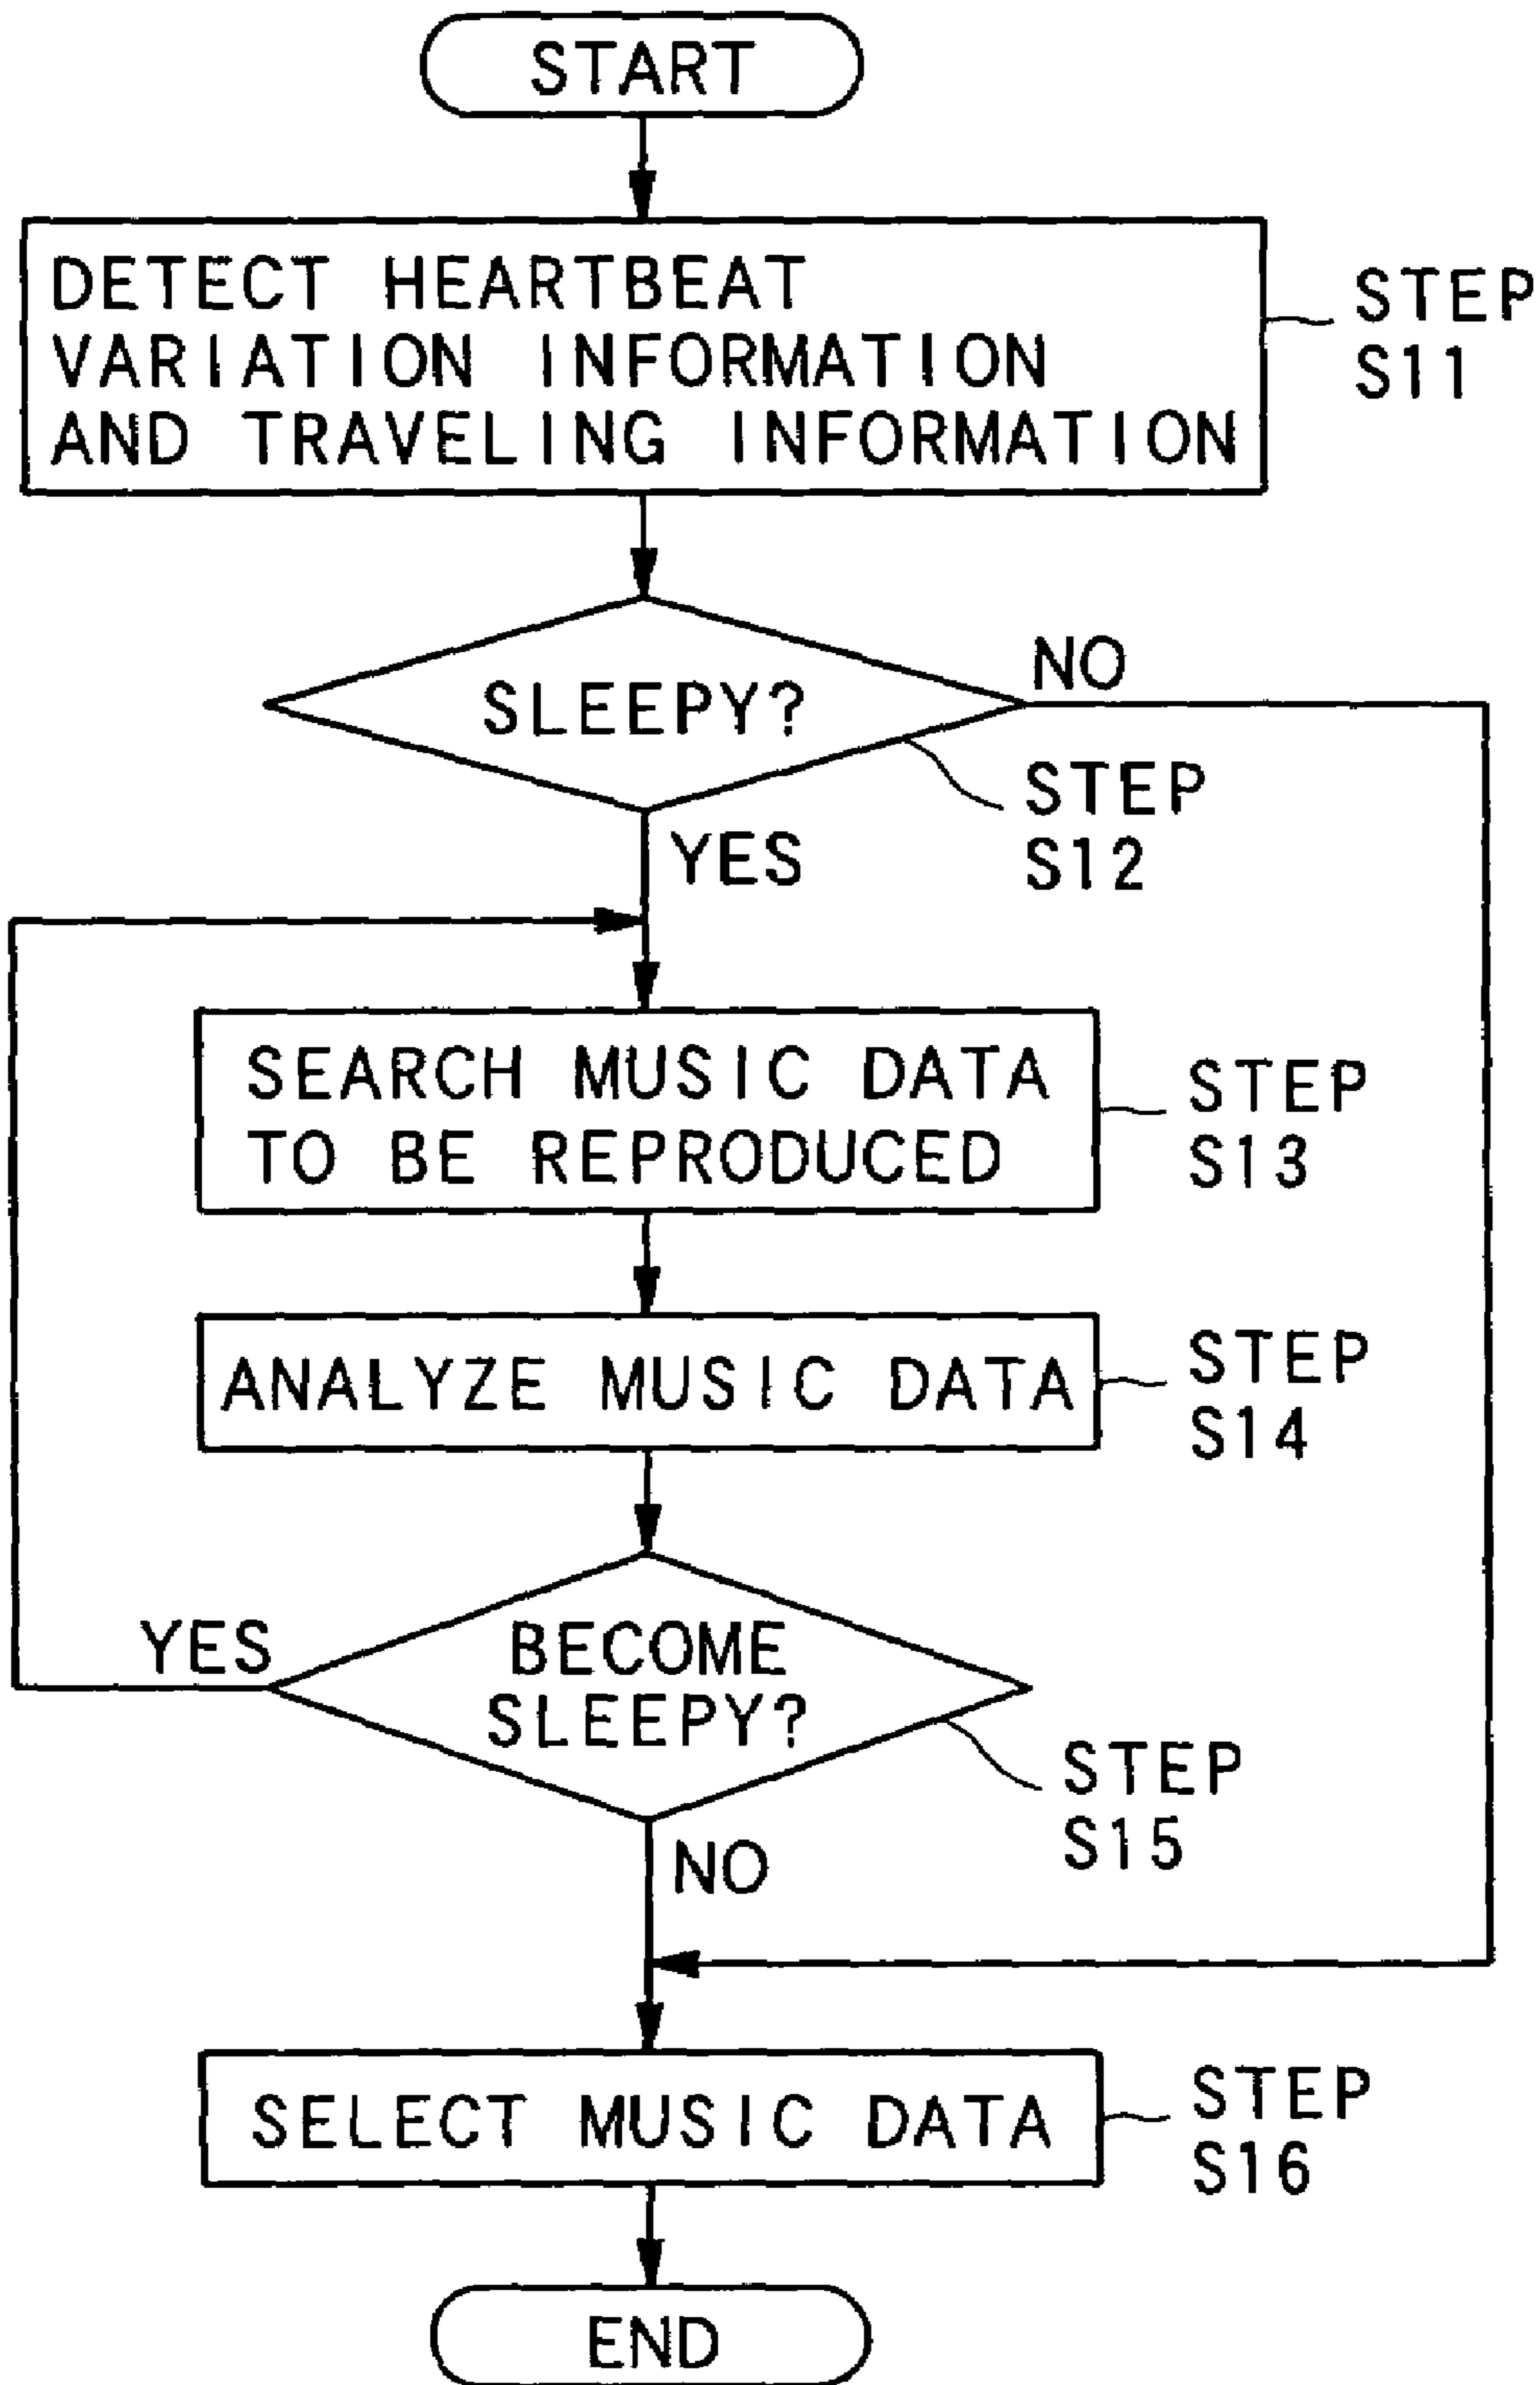 START
DETECT HEARTBEAT
VARIATION INFORMATION
AND TRAVELING INFORMATION
STEP
S11
SLEEPY?
NO
STEP
S12
YES
SEARCH MUSIC DATA
TO BE REPRODUCED
STEP
S13
ANALYZE MUSIC DATA
STEP
S14
BECOME
SLEEPY?
YES
STEP
S15
NO
SELECT MUSIC DATA
STEP
S16
END